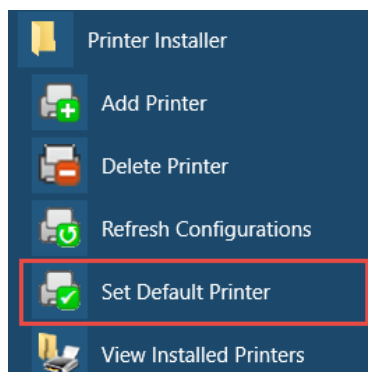 Printer Installer
Add Printer
Delete Printer
Refresh Configurations
Set Default Printer
View Installed Printers